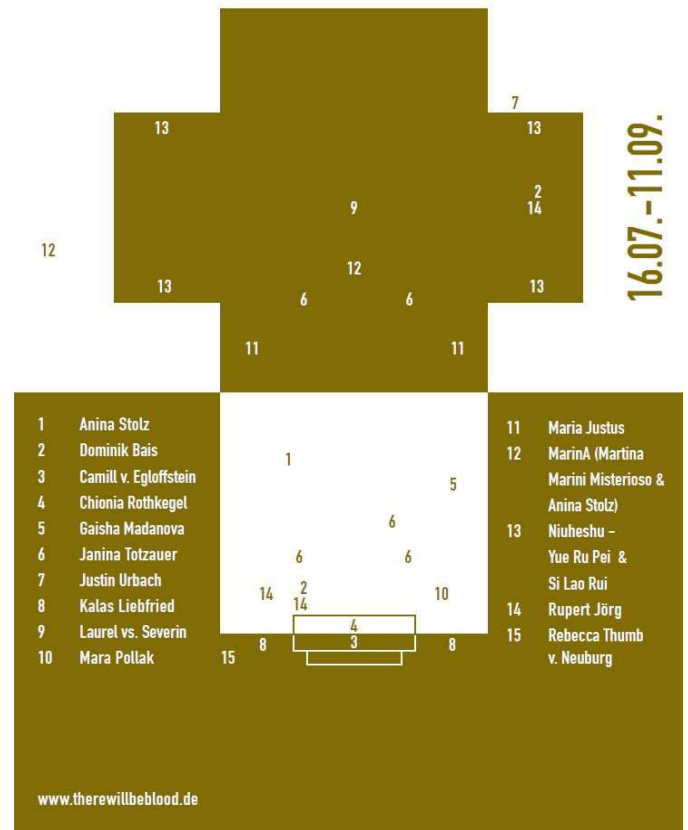 7
13 13
2
9 14
12
12
13 13
6 6
11 11
16.07.-11.09.
1
5
6
6 6
2
14 10
14
4
8 3 8
15
1 Anina Stolz
2 Dominik Bais
3 Camill v. Egloffstein
4 Chionia Rothkegel
5 Gaisha Madanova
6 Janina Totzauer
7 Justin Urbach
8 Kalas Liebfried
9 Laurel vs. Severin
10 Mara Pollak
11 Maria Justus
12 MarinA (Martina
Marini Misterioso &
Anina Stolz)
13 Niuheshu -
Yue Ru Pei &
Si Lao Rui
14 Rupert Jörg
15 Rebecca Thumb
v. Neuburg
www.therewillbeblood.de